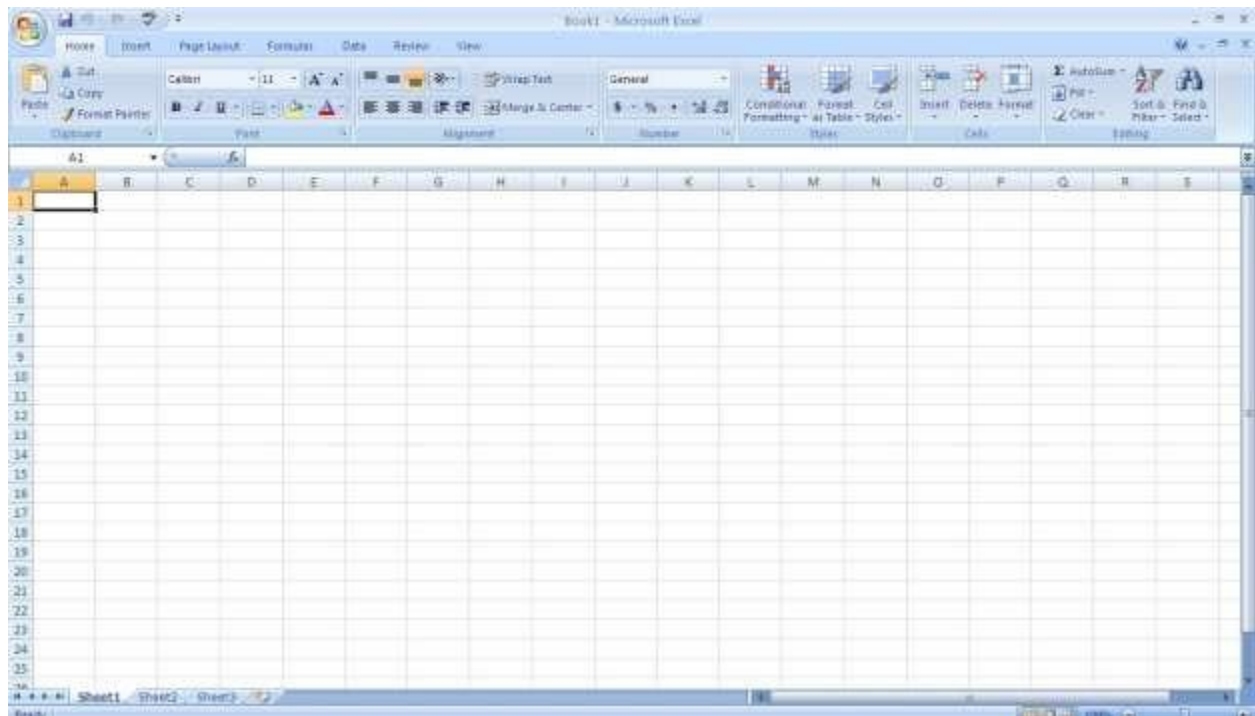 Book1 - Microsoft Excel
Home Insert Page Layout Formulas Data Review View
Cut
Copy
Paste
Format Painter
Clipboard
Calibri 11
Font
Wrap Text
Merge & Center
Alignment
General
$ %
Number
Conditional Formatting
Format as Table
Cell Styles
Styles
Insert Delete Format
Cells
AutoSum
Fill
Clear
Sort & Filter
Find & Select
Editing
A1 fx
A B C D E F G H I J K L M N O P Q R S
1
2
3
4
5
6
7
8
9
10
11
12
13
14
15
16
17
18
19
20
21
22
23
24
25
26
Sheet1 Sheet2 Sheet3
Ready 100%